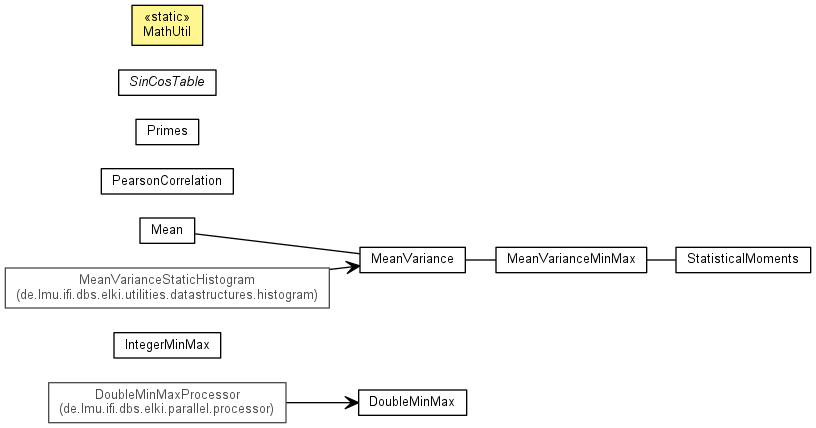 «static»
MathUtil
SinCosTable
Primes
PearsonCorrelation
Mean
MeanVariance
MeanVarianceMinMax
StatisticalMoments
MeanVarianceStaticHistogram
(de.lmu.ifi.dbs.elki.utilities.datastructures.histogram)
IntegerMinMax
DoubleMinMaxProcessor
(de.lmu.ifi.dbs.elki.parallel.processor)
DoubleMinMax